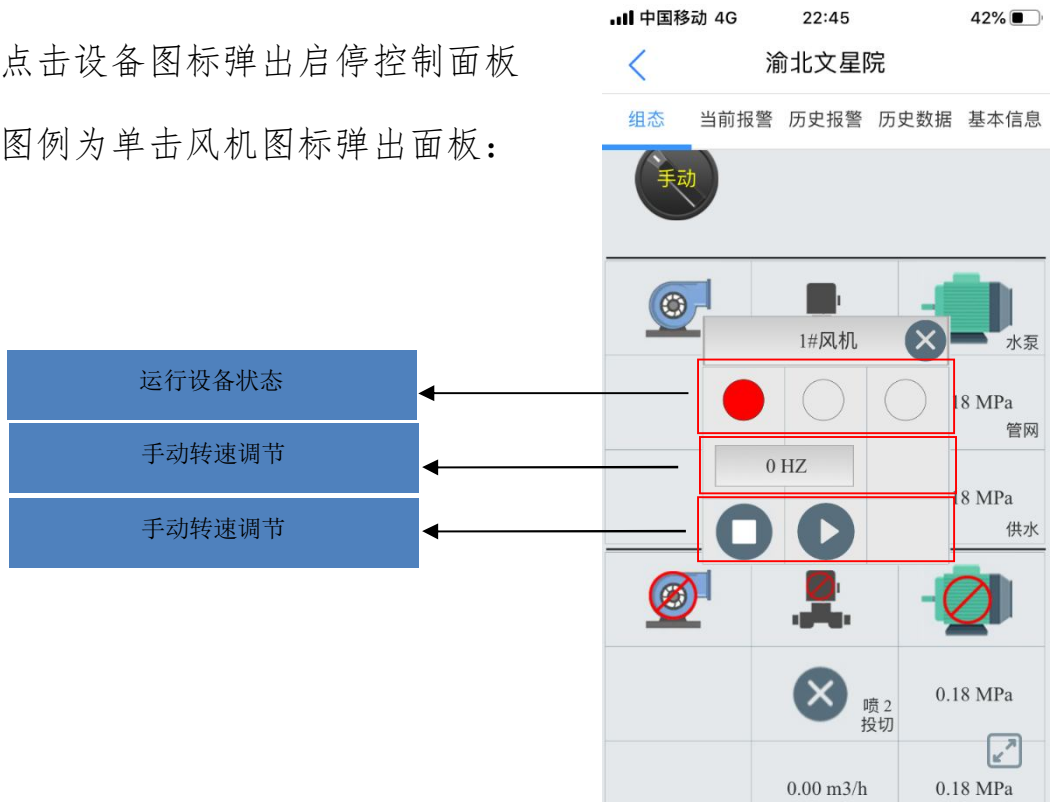 点击设备图标弹出启停控制面板
图例为单击风机图标弹出面板：
运行设备状态
手动转速调节
手动转速调节
中国移动 4G 22:45 42%
渝北文星院
组态 当前报警 历史报警 历史数据 基本信息
手动
1#风机
水泵
18 MPa
管网
0 HZ
18 MPa
供水
喷 2
投切
0.18 MPa
0.00 m3/h 0.18 MPa